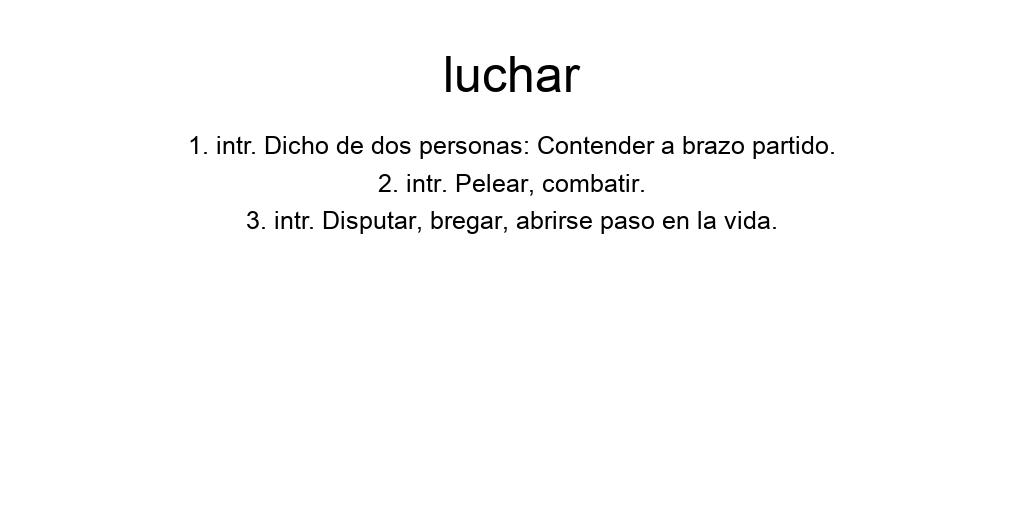 luchar
1. intr. Dicho de dos personas: Contender a brazo partido.
2. intr. Pelear, combatir.
3. intr. Disputar, bregar, abrirse paso en la vida.